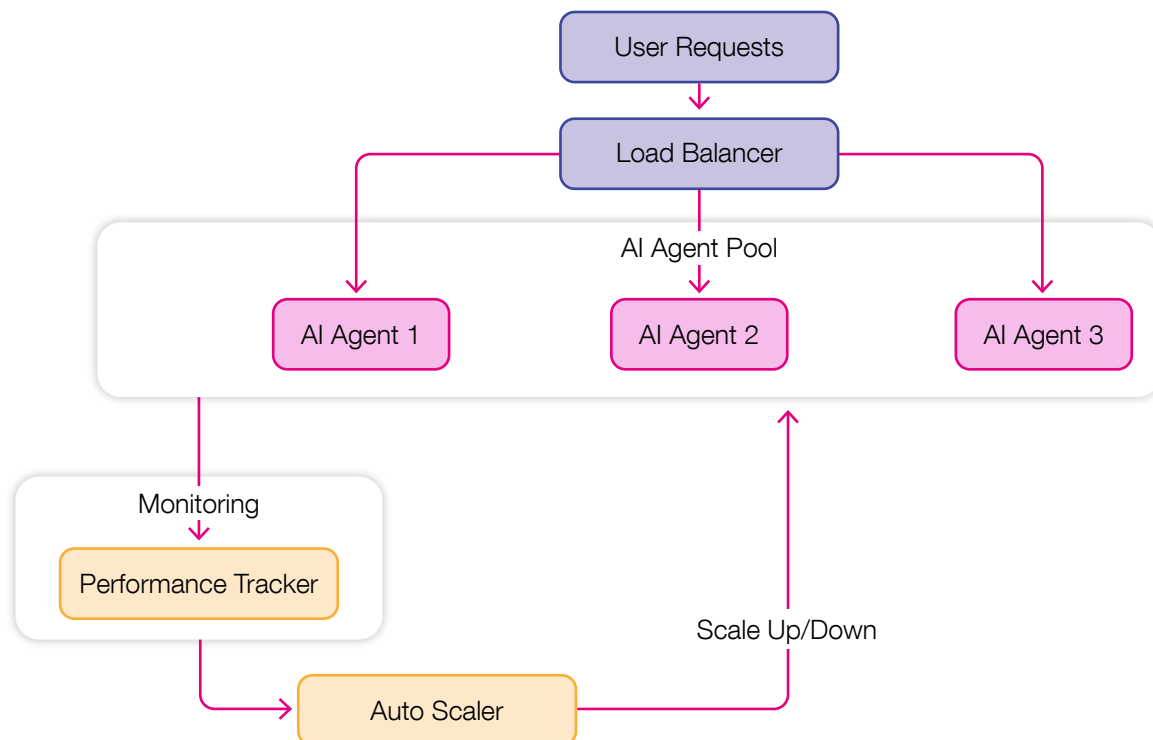 User Requests
Load Balancer
AI Agent Pool
AI Agent 1
AI Agent 2
AI Agent 3
Monitoring
Performance Tracker
Scale Up/Down
Auto Scaler